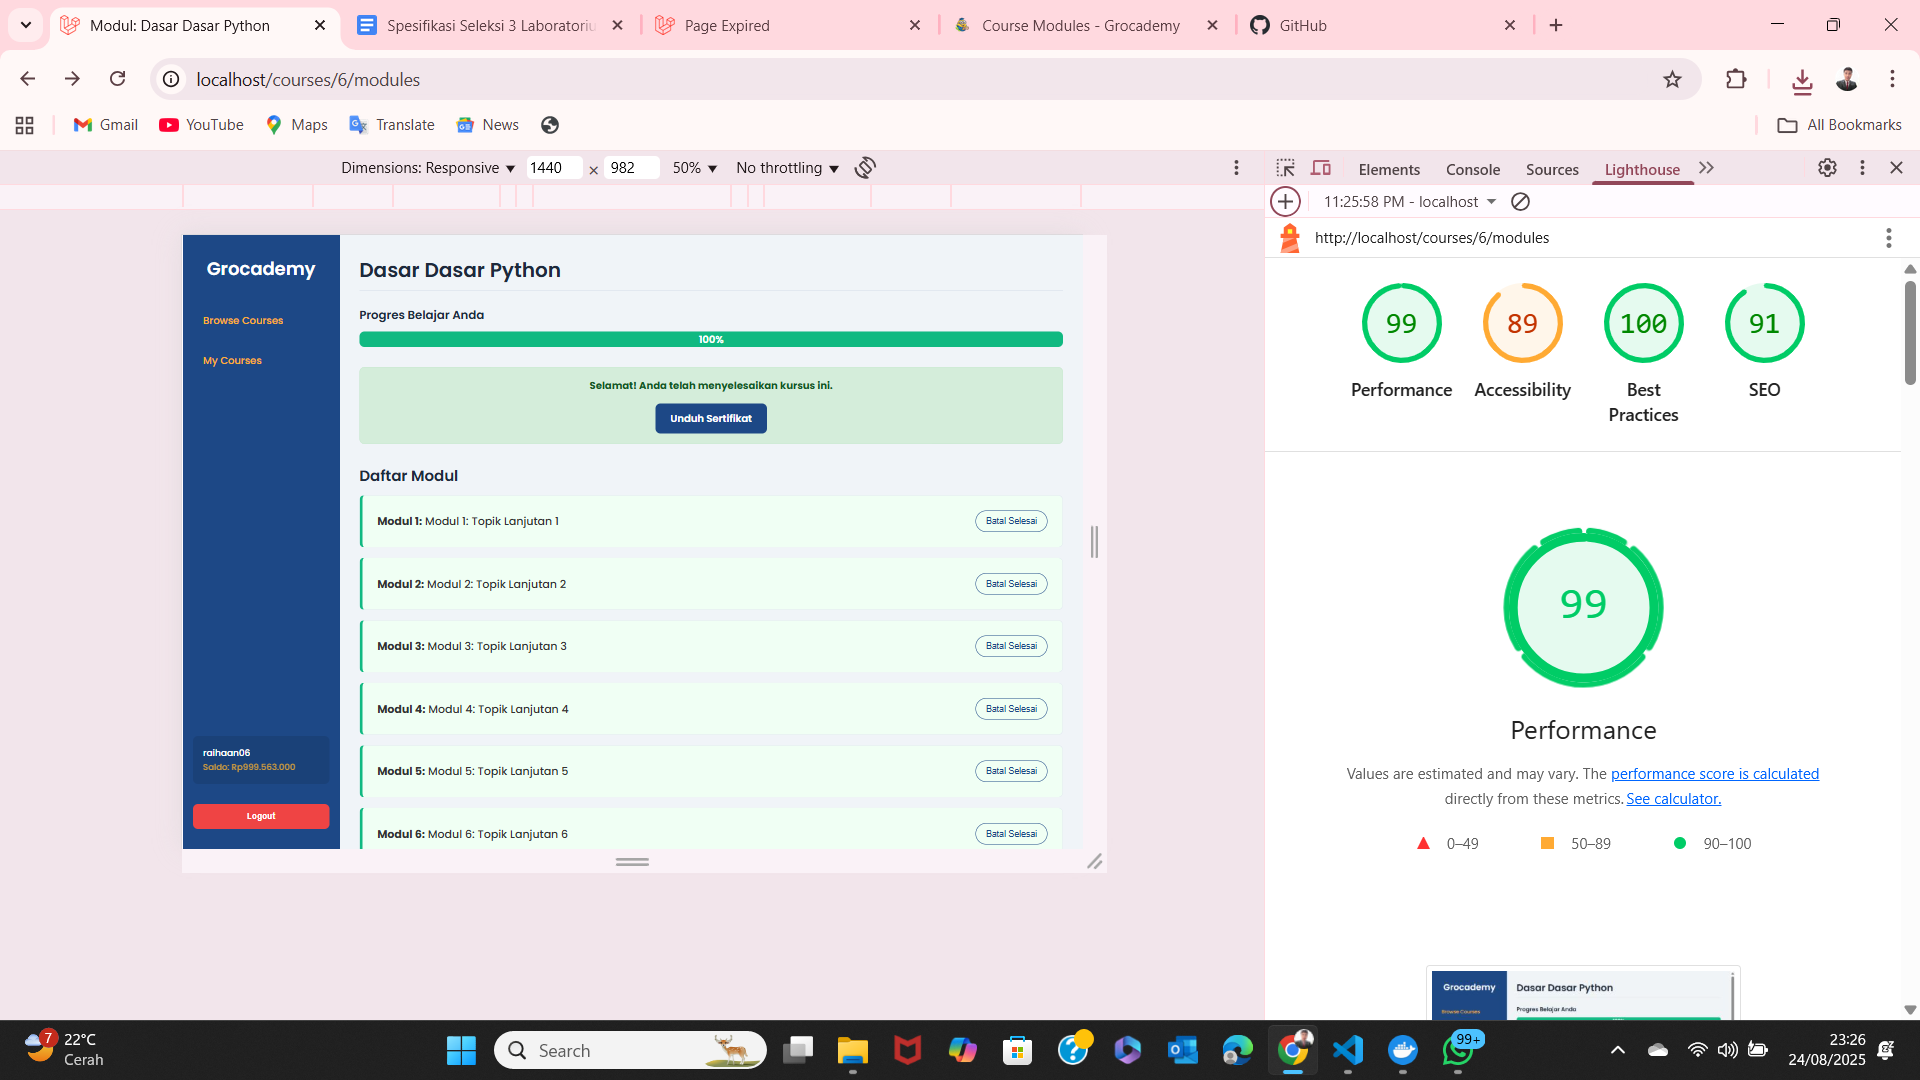 Modul: Dasar Dasar Python
Spesifikasi Seleksi 3 Laboratoriu
Page Expired
Course Modules - Grocademy
GitHub
localhost/courses/6/modules
Gmail
YouTube
Maps
Translate
News
All Bookmarks
Dimensions: Responsive
1440
×
982
50%
No throttling
Elements
Console
Sources
Lighthouse
11:25:58 PM - localhost
http://localhost/courses/6/modules
Grocademy
Browse Courses
My Courses
raihaan06
Saldo: Rp999.563.000
Logout
Dasar Dasar Python
Progres Belajar Anda
100%
Selamat! Anda telah menyelesaikan kursus ini.
Unduh Sertifikat
Daftar Modul
Modul 1: Modul 1: Topik Lanjutan 1
Batal Selesai
Modul 2: Modul 2: Topik Lanjutan 2
Batal Selesai
Modul 3: Modul 3: Topik Lanjutan 3
Batal Selesai
Modul 4: Modul 4: Topik Lanjutan 4
Batal Selesai
Modul 5: Modul 5: Topik Lanjutan 5
Batal Selesai
Modul 6: Modul 6: Topik Lanjutan 6
Batal Selesai
99
Performance
89
Accessibility
100
Best
Practices
91
SEO
99
Performance
Values are estimated and may vary. The performance score is calculated
directly from these metrics. See calculator.
0–49
50–89
90–100
Grocademy
Browse Courses
Dasar Dasar Python
Progres Belajar Anda
7
22°C
Cerah
Search
99+
23:26
24/08/2025